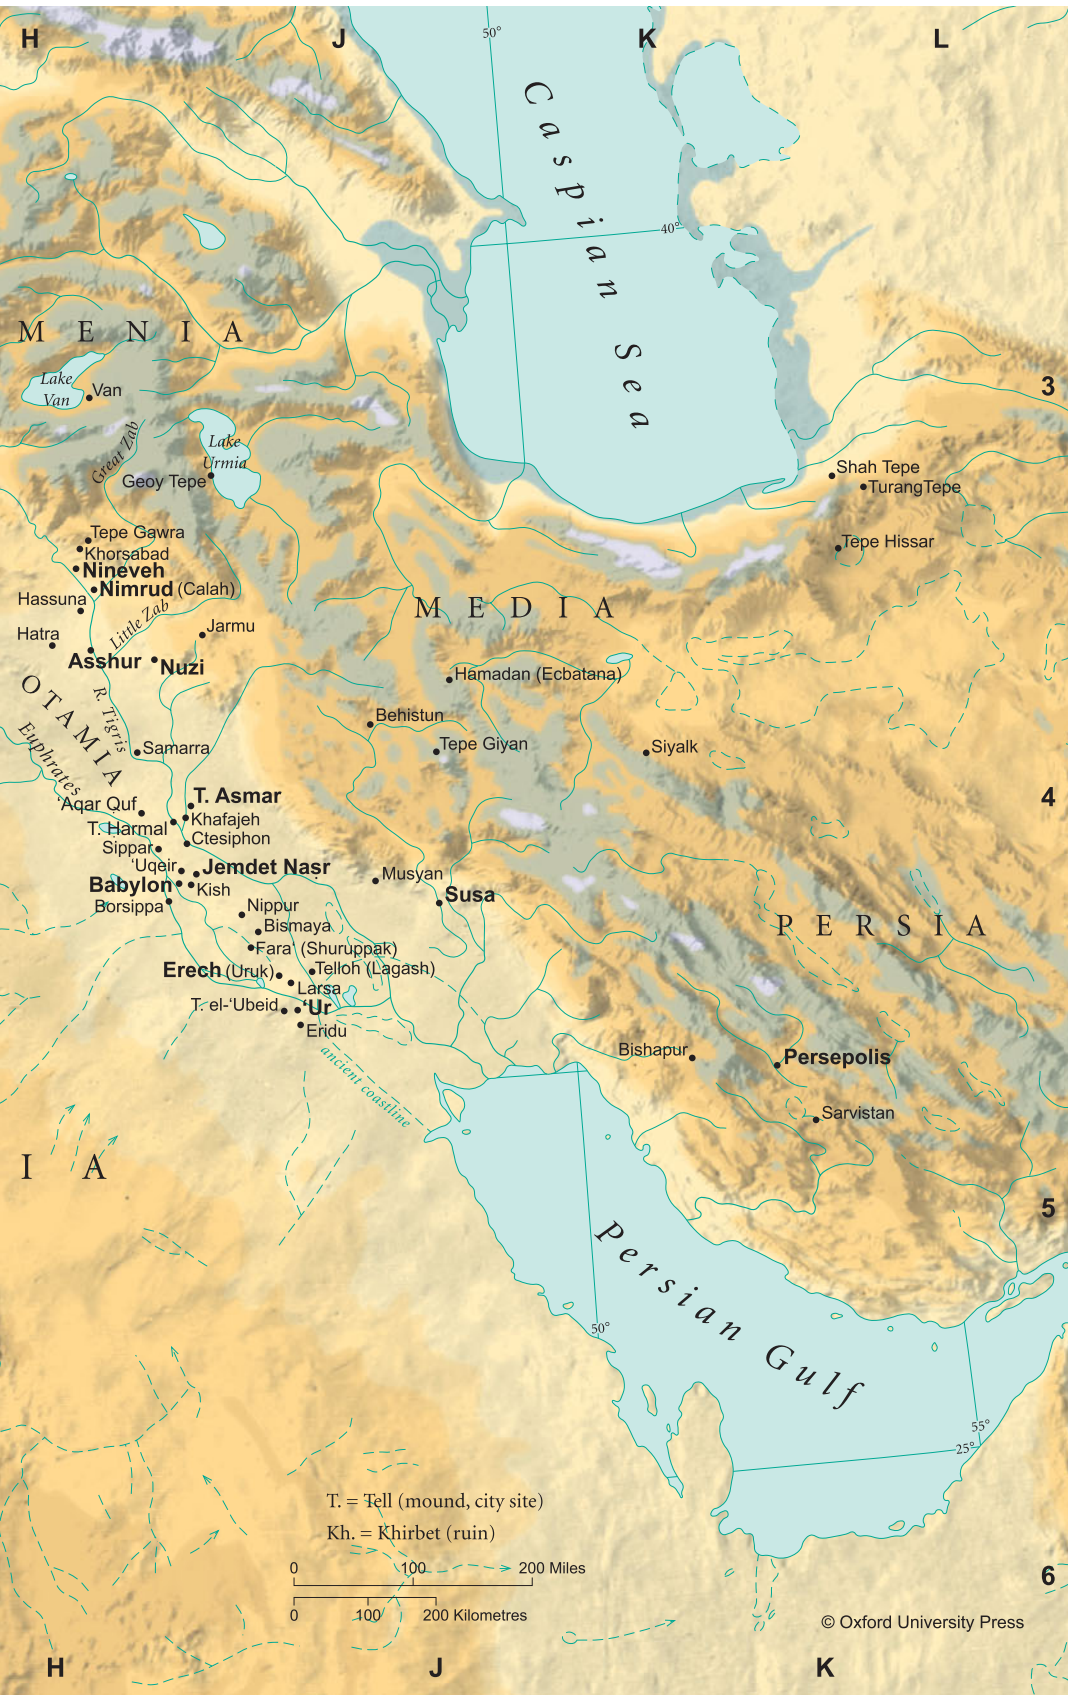 H J K L
50°
Caspian Sea
40°
MENIA
3
Lake
Van
Van
Great Zab
Lake
Urmia
Geoy Tepe
Shah Tepe
TurangTepe
Tepe Hissar
Tepe Gawra
Khorsabad
Nineveh
Nimrud (Calah)
Hassuna
Little Zab
MEDIA
Hatra
Jarmu
Asshur
Nuzi
Hamadan (Ecbatana)
OTAMIA
R. Tigris
Behistun
Euphrates
Samarra
Tepe Giyan
Siyalk
T. Asmar
4
‘Aqar Quf
Khafajeh
T. Harmal
Ctesiphon
Sippar
‘Uqeir
Jemdet Nasr
Musyan
Babylon
Kish
Susa
Borsippa
Nippur
Bismaya
PERSIA
Fara‘ (Shuruppak)
Erech (Uruk)
Telloh (Lagash)
Larsa
T. el-‘Ubeid
‘Ur
Eridu
ancient coastline
Bishapur
Persepolis
Sarvistan
IA
5
Persian Gulf
50°
55°
25°
T. = Tell (mound, city site)
Kh. = Khirbet (ruin)
0 100 200 Miles
0 100 200 Kilometres
6
© Oxford University Press
H J K